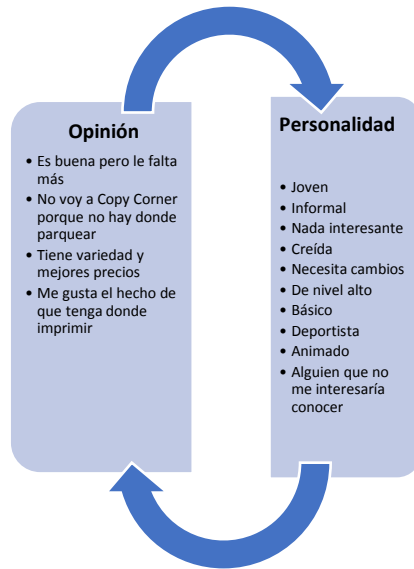 Opinión
• Es buena pero le falta
más
• No voy a Copy Corner
porque no hay donde
parquear
• Tiene variedad y
mejores precios
• Me gusta el hecho de
que tenga donde
imprimir
Personalidad
• Joven
• Informal
• Nada interesante
• Creída
• Necesita cambios
• De nivel alto
• Básico
• Deportista
• Animado
• Alguien que no
me interesaría
conocer